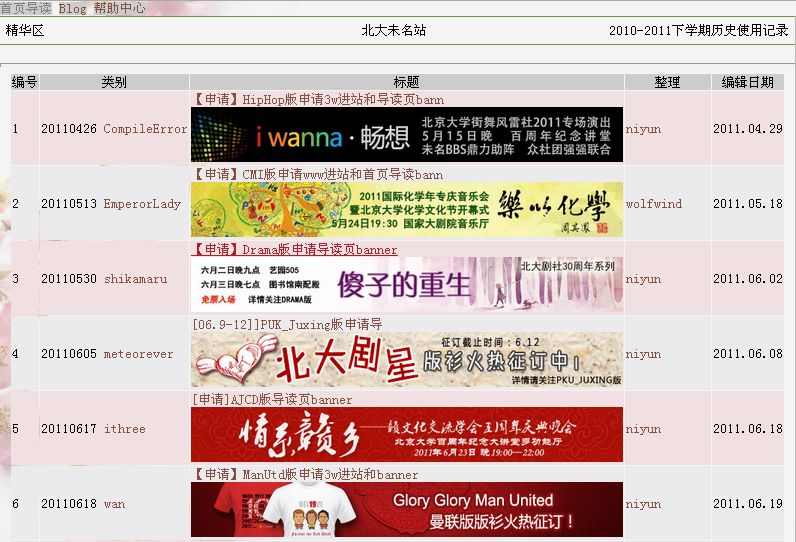 首页导读 Blog 帮助中心
精华区 北大未名站 2010-2011下学期历史使用记录
编号 类别 标题 整理 编辑日期
【申请】HipHop版申请3w进站和导读页bann
1 20110426 CompileError niyun 2011.04.29
i wanna · 畅想
北京大学街舞风雷社2011专场演出
5月15日晚 百周年纪念讲堂
未名BBS鼎力助阵 众社团强强联合
【申请】CMI版申请www进站和首页导读bann
2 20110513 EmperorLady wolfwind 2011.05.18
2011国际化学年专庆音乐会
暨北京大学化学文化节开幕式
5月24日19:30 国家大剧院音乐厅
樂以化學
【申请】Drama版申请导读页banner
3 20110530 shikamaru niyun 2011.06.02
六月二日晚九点 艺园505
六月三日晚七点 图书馆南配殿
免票入场 详情关注DRAMA版
傻子的重生
北大剧社30周年系列
[06.9-12]]PUK_Juxing版申请导
4 20110605 meteorever niyun 2011.06.08
北大剧星
征订截止时间:6.12
版衫火热征订中!
详情请关注PKU_JUXING版
[申请]AJCD版导读页banner
5 20110617 ithree niyun 2011.06.18
情系赣乡
——赣文化交流学会五周年庆典晚会
北京大学百周年纪念大讲堂多功能厅
2011年6月23日 晚19:00—22:00
【申请】ManUtd版申请3w进站和banner
6 20110618 wan niyun 2011.06.19
Glory Glory Man United
曼联版版衫火热征订！